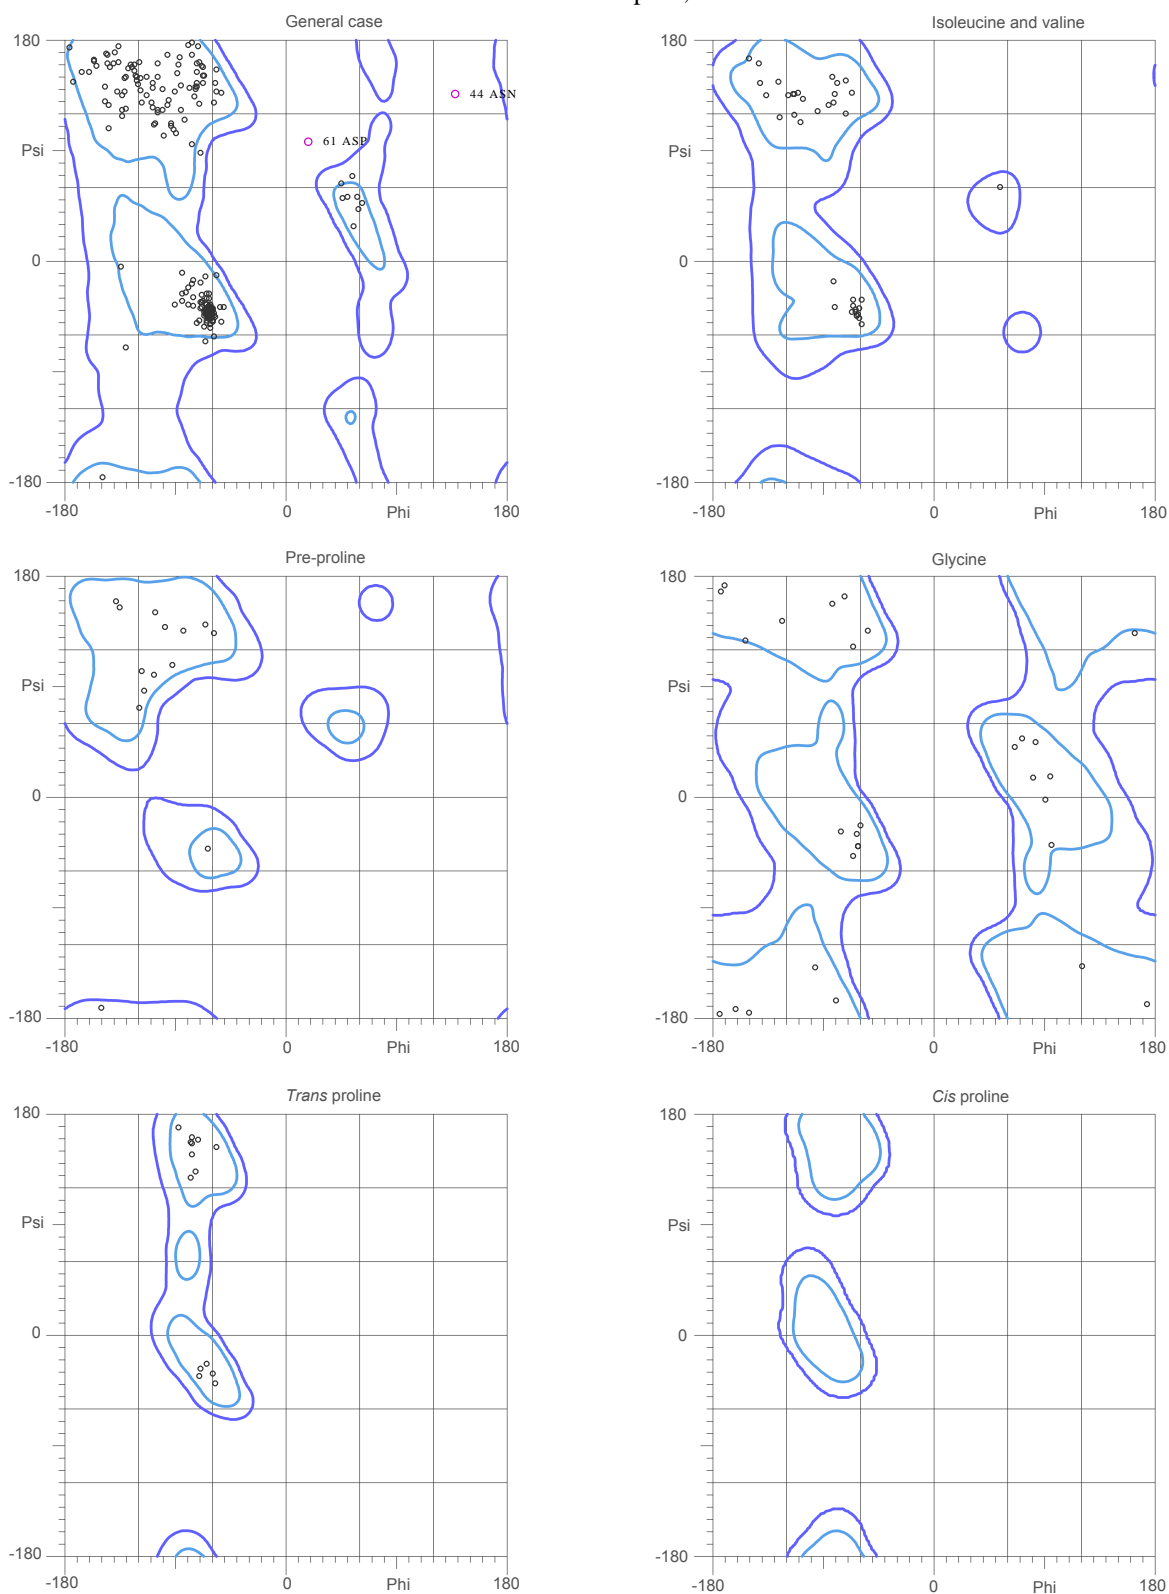 General case
180
Psi
0
-180
-180
0
Phi
180
44 ASN
61 ASP
Isoleucine and valine
180
Psi
0
-180
-180
0
Phi
180
Pre-proline
180
Psi
0
-180
-180
0
Phi
180
Glycine
180
Psi
0
-180
-180
0
Phi
180
Trans proline
180
Psi
0
-180
-180
0
Phi
180
Cis proline
180
Psi
0
-180
-180
0
Phi
180